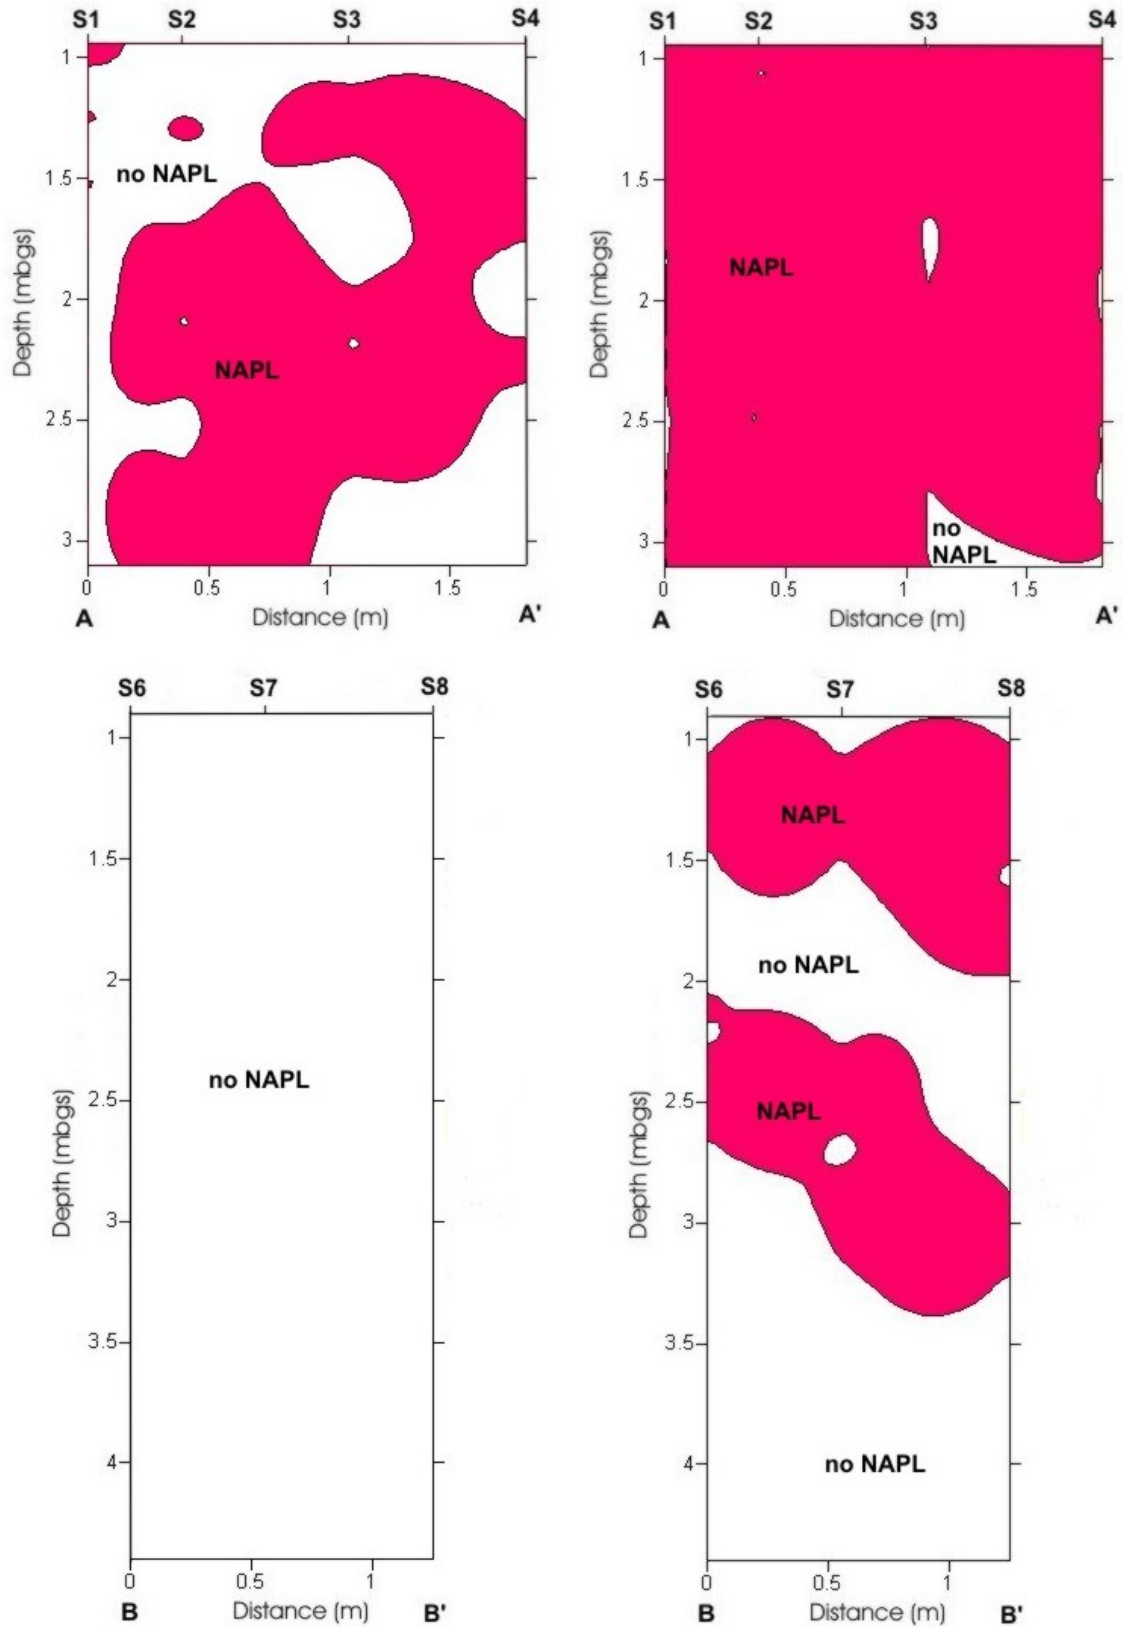 S1 S2 S3 S4
1
1.5
2
2.5
3
Depth (mbgs)
no NAPL
NAPL
0 0.5 1 1.5
A Distance (m) A'
S1 S2 S3 S4
1
1.5
2
2.5
3
Depth (mbgs)
NAPL
no
NAPL
0 0.5 1 1.5
A Distance (m) A'
S6 S7 S8
1
1.5
2
2.5
3
3.5
4
Depth (mbgs)
no NAPL
0 0.5 1
B Distance (m) B'
S6 S7 S8
1
1.5
2
2.5
3
3.5
4
Depth (mbgs)
NAPL
no NAPL
NAPL
no NAPL
0 0.5 1
B Distance (m) B'